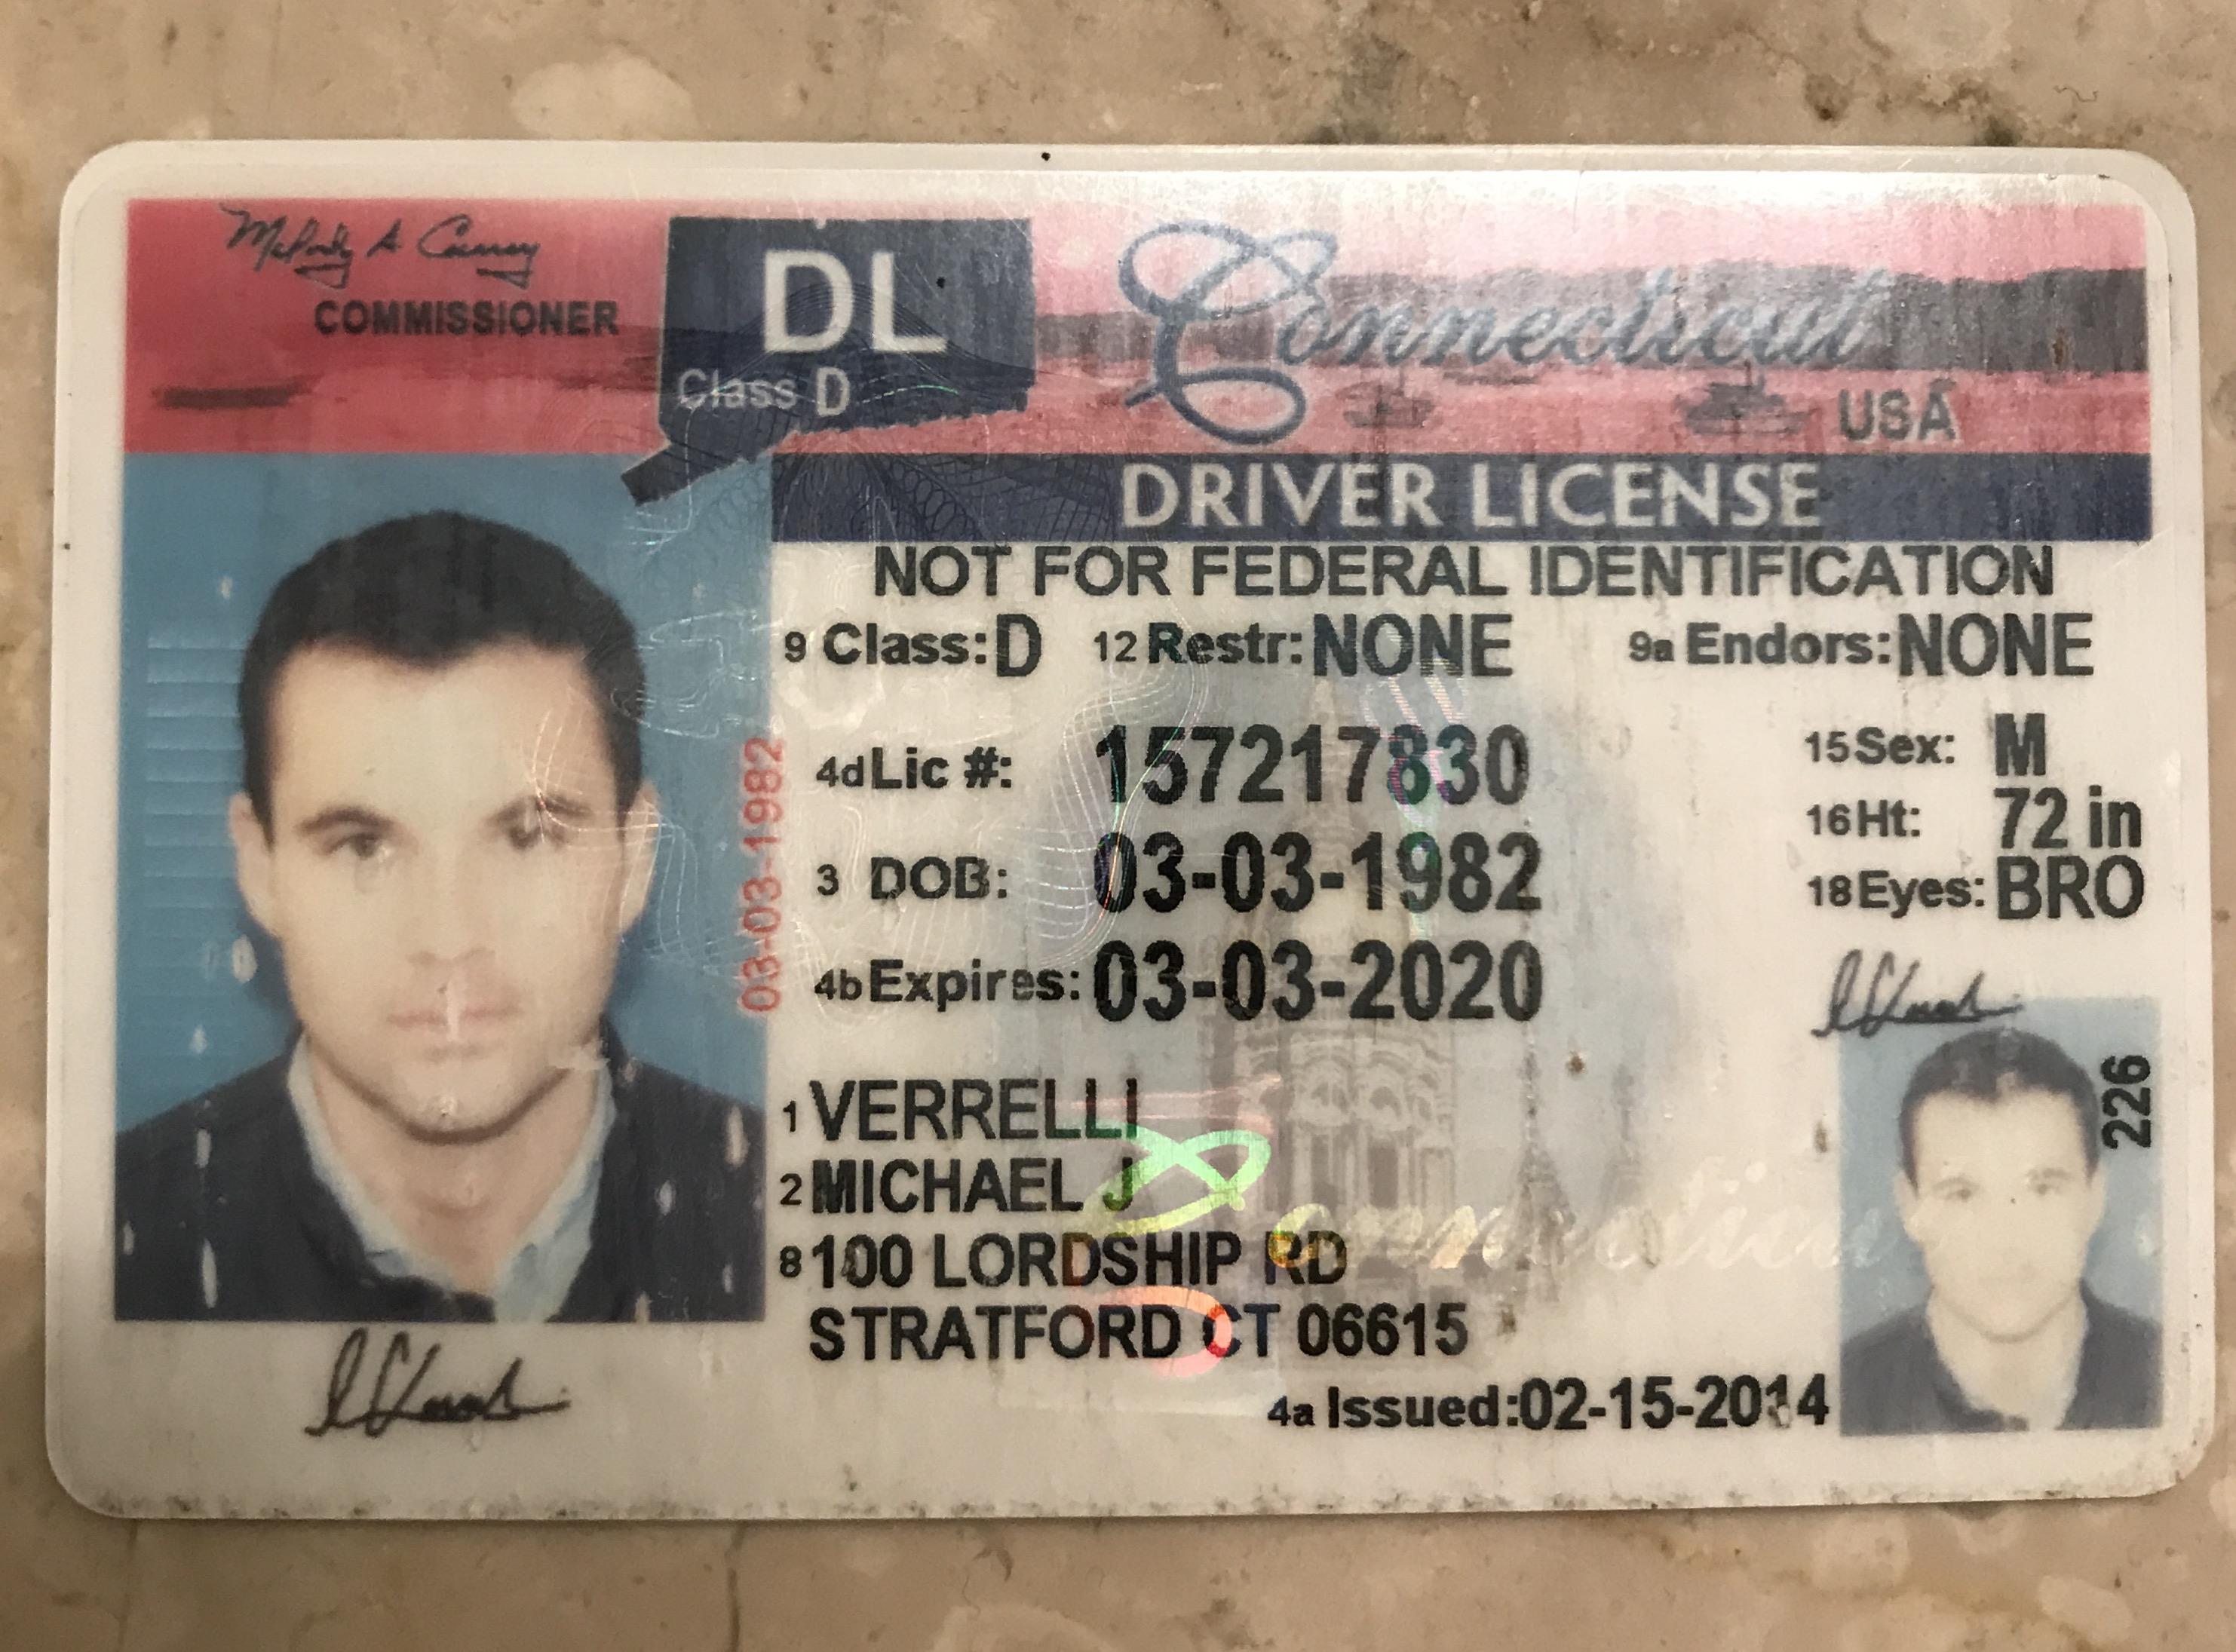 Melody A Currey
COMMISSIONER
DL
Class D
Connecticut
USA
DRIVER LICENSE
NOT FOR FEDERAL IDENTIFICATION
9 Class: D 12 Restr: NONE 9a Endors: NONE
4d Lic #: 157217830
15 Sex: M
16 Ht: 72 in
3 DOB: 03-03-1982
18 Eyes: BRO
4b Expires: 03-03-2020
03-03-1982
1 VERRELLI
2 MICHAEL J
8 100 LORDSHIP RD
STRATFORD CT 06615
4a Issued: 02-15-2014
226
Connecticut